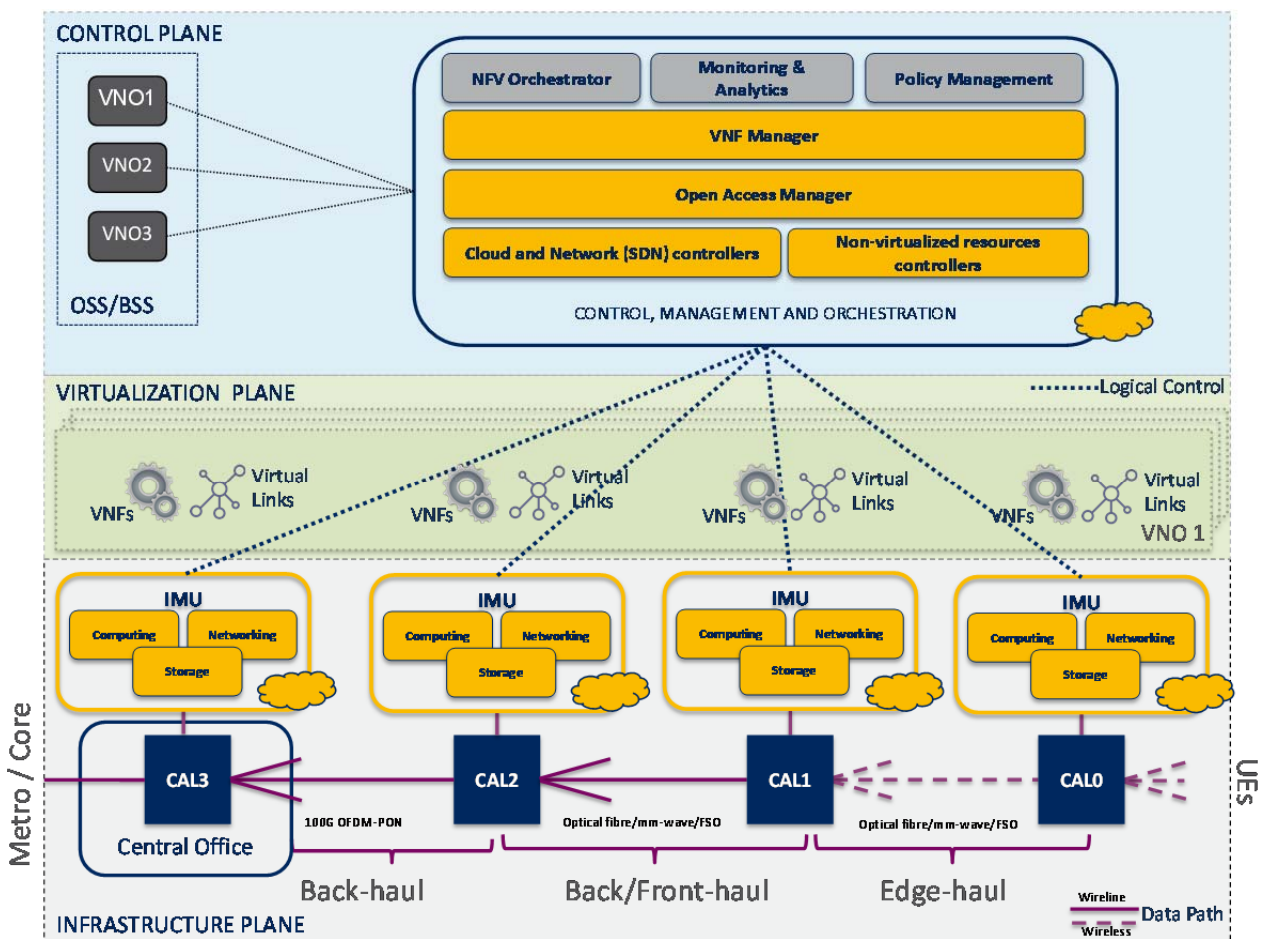 CONTROL PLANE
VNO1
VNO2
VNO3
OSS/BSS
NFV Orchestrator
Monitoring &
Analytics
Policy Management
VNF Manager
Open Access Manager
Cloud and Network (SDN) controllers
Non-virtualized resources
controllers
CONTROL, MANAGEMENT AND ORCHESTRATION
VIRTUALIZATION PLANE
Logical Control
VNFs
Virtual
Links
VNFs
Virtual
Links
VNFs
Virtual
Links
VNFs
Virtual
Links
VNO 1
IMU
Computing
Networking
Storage
IMU
Computing
Networking
Storage
IMU
Computing
Networking
Storage
IMU
Computing
Networking
Storage
Metro / Core
CAL3
CAL2
CAL1
CAL0
UEs
Central Office
100G OFDM-PON
Optical fibre/mm-wave/FSO
Optical fibre/mm-wave/FSO
Back-haul
Back/Front-haul
Edge-haul
INFRASTRUCTURE PLANE
Wireline
Data Path
Wireless